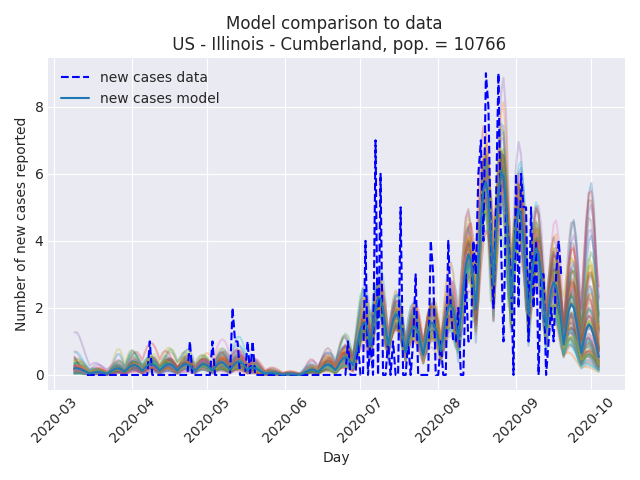 Model comparison to data
US - Illinois - Cumberland, pop. = 10766
new cases data
new cases model
Number of new cases reported
8
6
4
2
0
2020-03
2020-04
2020-05
2020-06
2020-07
2020-08
2020-09
2020-10
Day